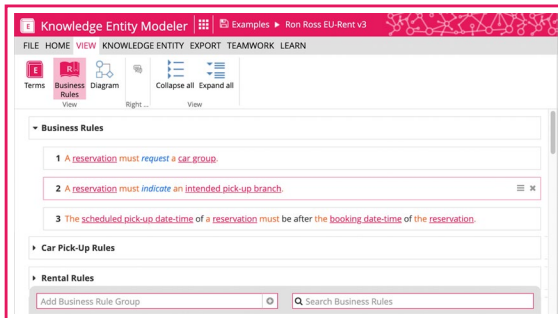 E Knowledge Entity Modeler Examples ▸ Ron Ross EU-Rent v3
FILE HOME VIEW KNOWLEDGE ENTITY EXPORT TEAMWORK LEARN
E R
Terms Business Rules Diagram Collapse all Expand all
View Right ... View
Business Rules
1 A reservation must request a car group.
2 A reservation must indicate an intended pick-up branch.
3 The scheduled pick-up date-time of a reservation must be after the booking date-time of the reservation.
Car Pick-Up Rules
Rental Rules
Add Business Rule Group Search Business Rules